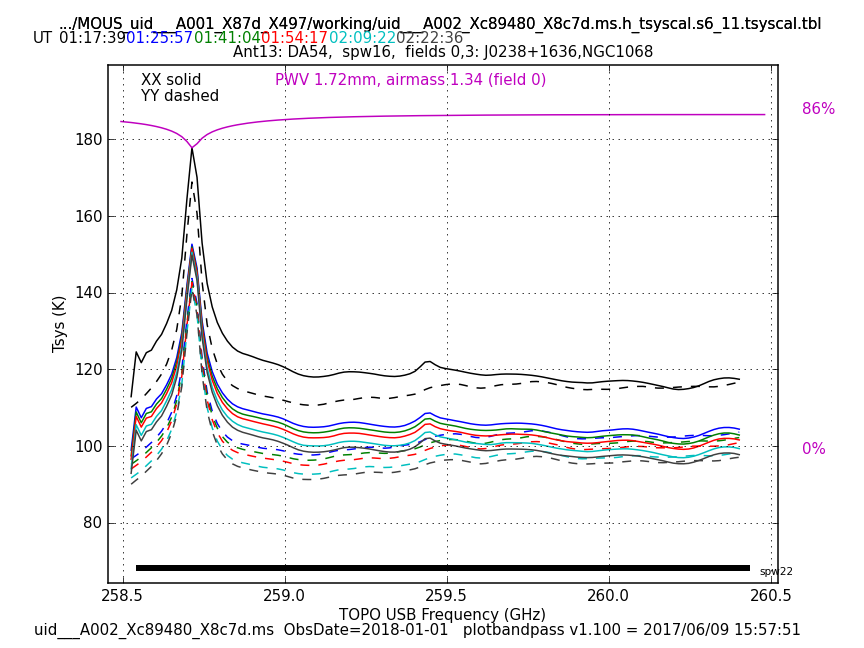 .../MOUS_uid___A001_X87d_X497/working/uid___A002_Xc89480_X8c7d.ms.h_tsyscal.s6_11.tsyscal.tbl
UT 01:17:39 01:25:57 01:41:04 01:54:17 02:09:22 02:22:36
Ant13: DA54, spw16, fields 0,3: J0238+1636,NGC1068
XX solid PWV 1.72mm, airmass 1.34 (field 0)
YY dashed
86%
180
160
140
120
100
80
Tsys (K)
0%
spw22
258.5 259.0 259.5 260.0 260.5
TOPO USB Frequency (GHz)
uid___A002_Xc89480_X8c7d.ms ObsDate=2018-01-01 plotbandpass v1.100 = 2017/06/09 15:57:51